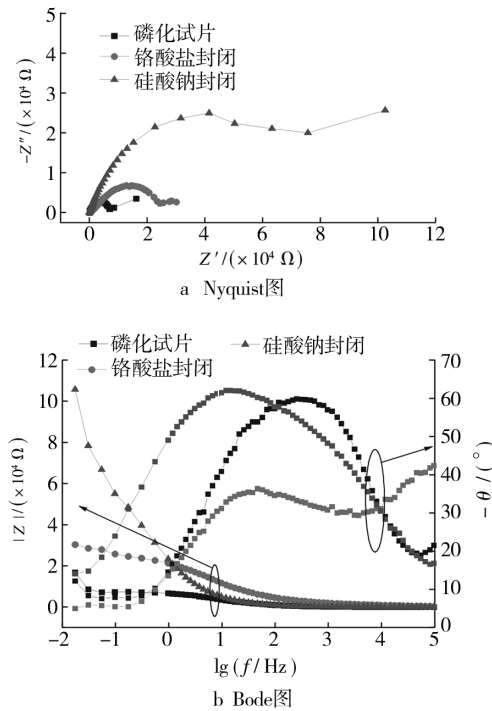 5
4
3
2
1
0
-Z″/(×10⁴ Ω)
磷化试片
铬酸盐封闭
硅酸钠封闭
0 2 4 6 8 10 12
Z′/(×10⁴ Ω)
a Nyquist图
磷化试片 硅酸钠封闭
铬酸盐封闭
12
10
8
6
4
2
0
|Z|/(×10⁴ Ω)
70
60
50
40
30
20
10
0
-θ/(°)
-2 -1 0 1 2 3 4 5
lg(f/Hz)
b Bode图